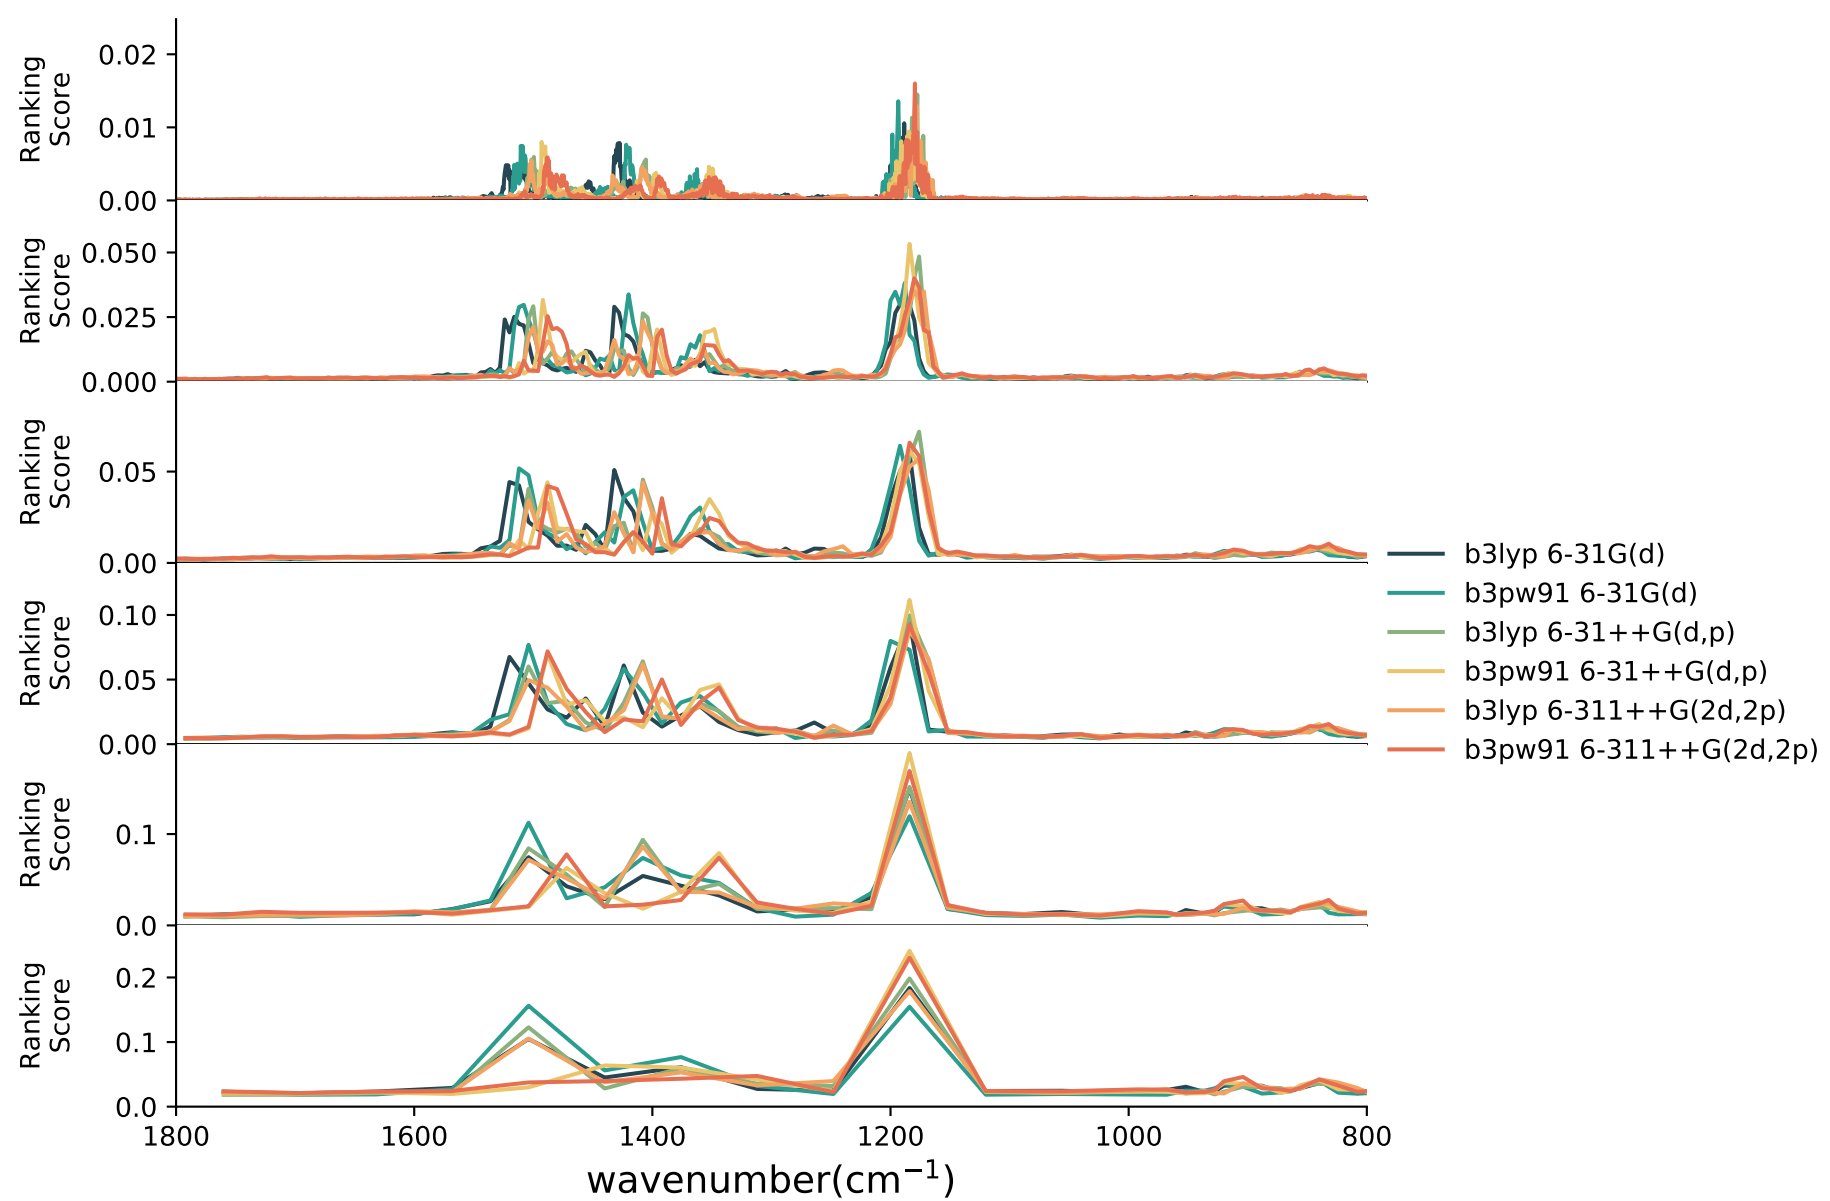 Ranking
Score
0.02
0.01
0.00
Ranking
Score
0.050
0.025
0.000
Ranking
Score
0.05
0.00
Ranking
Score
0.10
0.05
0.00
Ranking
Score
0.1
0.0
Ranking
Score
0.2
0.1
0.0
1800 1600 1400 1200 1000 800
wavenumber(cm⁻¹)
b3lyp 6-31G(d)
b3pw91 6-31G(d)
b3lyp 6-31++G(d,p)
b3pw91 6-31++G(d,p)
b3lyp 6-311++G(2d,2p)
b3pw91 6-311++G(2d,2p)